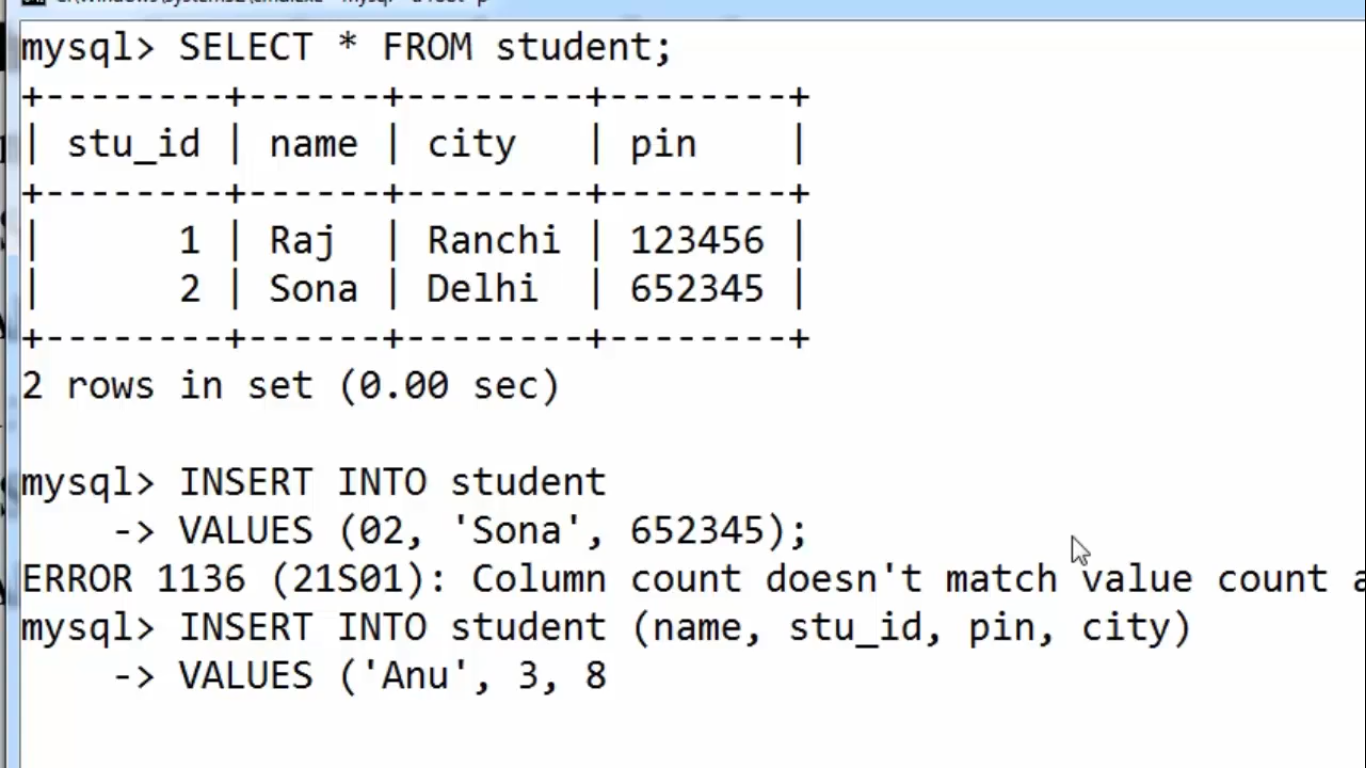 mysql> SELECT * FROM student;
+--------+------+--------+--------+
| stu_id | name | city   | pin    |
+--------+------+--------+--------+
|      1 | Raj  | Ranchi | 123456 |
|      2 | Sona | Delhi  | 652345 |
+--------+------+--------+--------+
2 rows in set (0.00 sec)
mysql> INSERT INTO student
    -> VALUES (02, 'Sona', 652345);
ERROR 1136 (21S01): Column count doesn't match value count a
mysql> INSERT INTO student (name, stu_id, pin, city)
    -> VALUES ('Anu', 3, 8